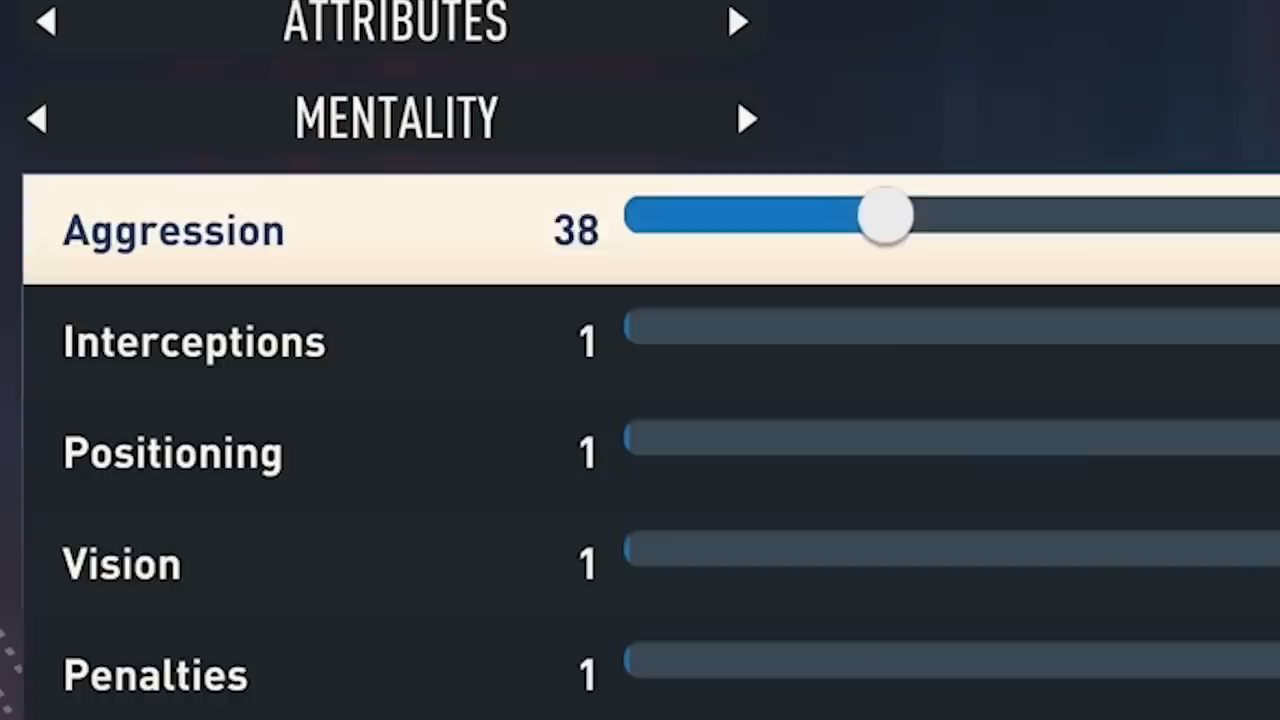 ATTRIBUTES
MENTALITY
Aggression 38
Interceptions 1
Positioning 1
Vision 1
Penalties 1